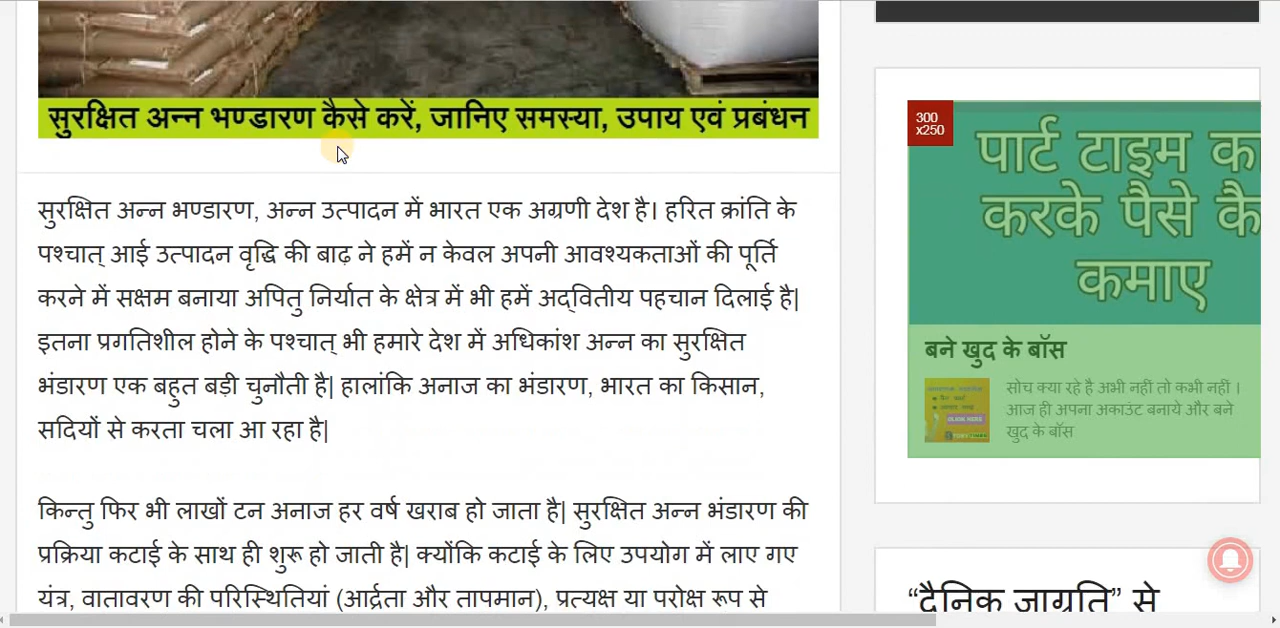 सुरक्षित अन्न भण्डारण कैसे करें, जानिए समस्या, उपाय एवं प्रबंधन
सुरक्षित अन्न भण्डारण, अन्न उत्पादन में भारत एक अग्रणी देश है। हरित क्रांति के
पश्चात् आई उत्पादन वृद्धि की बाढ़ ने हमें न केवल अपनी आवश्यकताओं की पूर्ति
करने में सक्षम बनाया अपितु निर्यात के क्षेत्र में भी हमें अद्वितीय पहचान दिलाई है|
इतना प्रगतिशील होने के पश्चात् भी हमारे देश में अधिकांश अन्न का सुरक्षित
भंडारण एक बहुत बड़ी चुनौती है| हालांकि अनाज का भंडारण, भारत का किसान,
सदियों से करता चला आ रहा है|
किन्तु फिर भी लाखों टन अनाज हर वर्ष खराब हो जाता है| सुरक्षित अन्न भंडारण की
प्रक्रिया कटाई के साथ ही शुरू हो जाती है| क्योंकि कटाई के लिए उपयोग में लाए गए
यंत्र, वातावरण की परिस्थितियां (आर्द्रता और तापमान), प्रत्यक्ष या परोक्ष रूप से
300
x250
पार्ट टाइम का
करके पैसे कै
कमाए
बने खुद के बॉस
सोच क्या रहे है अभी नहीं तो कभी नहीं ।
आज ही अपना अकाउंट बनाये और बने
खुद के बॉस
“दैनिक जाग्रति” से